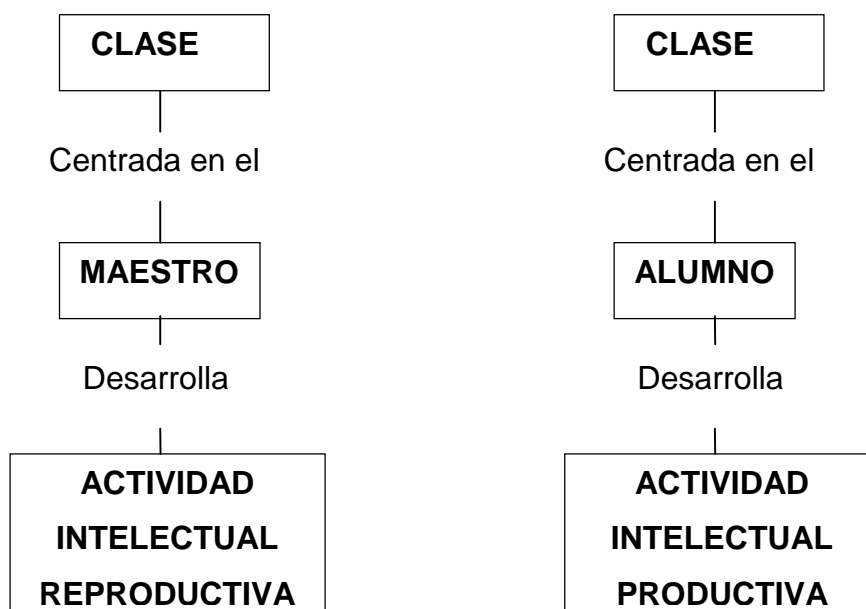 CLASE
Centrada en el
MAESTRO
Desarrolla
ACTIVIDAD
INTELECTUAL
REPRODUCTIVA
CLASE
Centrada en el
ALUMNO
Desarrolla
ACTIVIDAD
INTELECTUAL
PRODUCTIVA